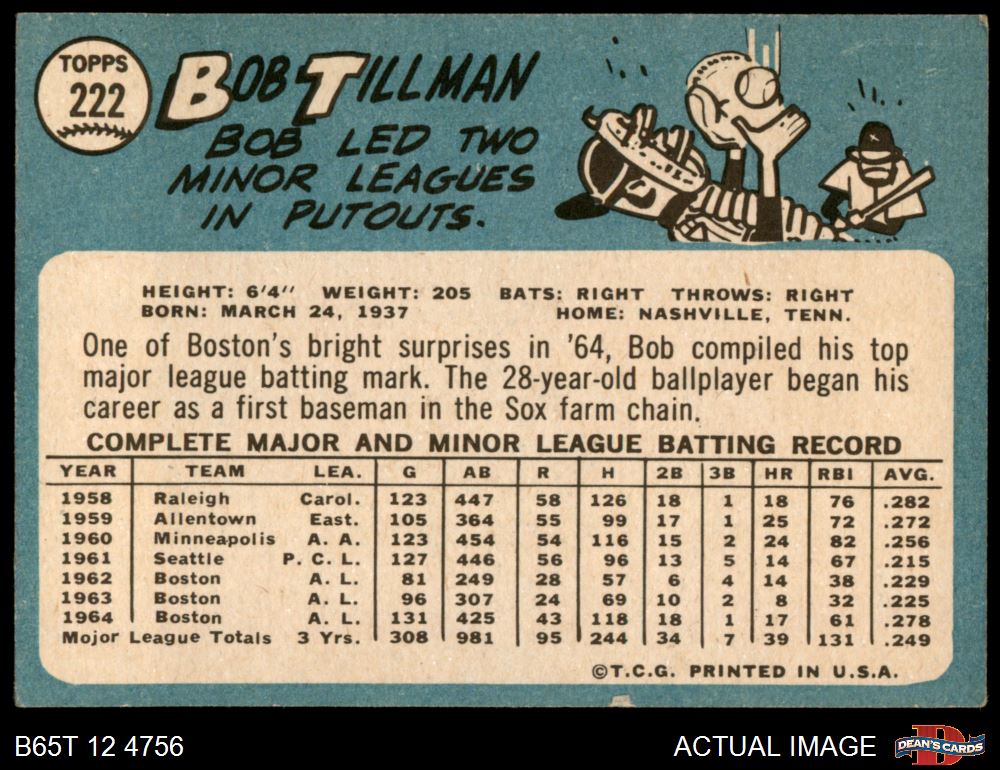 TOPPS
222
BOB TILLMAN
BOB LED TWO
MINOR LEAGUES
IN PUTOUTS.
HEIGHT: 6'4" WEIGHT: 205 BATS: RIGHT THROWS: RIGHT
BORN: MARCH 24, 1937 HOME: NASHVILLE, TENN.
One of Boston's bright surprises in '64, Bob compiled his top
major league batting mark. The 28-year-old ballplayer began his
career as a first baseman in the Sox farm chain.
COMPLETE MAJOR AND MINOR LEAGUE BATTING RECORD
YEAR TEAM LEA. G AB R H 2B 3B HR RBI AVG.
1958 Raleigh Carol. 123 447 58 126 18 1 18 76 .282
1959 Allentown East. 105 364 55 99 17 1 25 72 .272
1960 Minneapolis A. A. 123 454 54 116 15 2 24 82 .256
1961 Seattle P. C. L. 127 446 56 96 13 5 14 67 .215
1962 Boston A. L. 81 249 28 57 6 4 14 38 .229
1963 Boston A. L. 96 307 24 69 10 2 8 32 .225
1964 Boston A. L. 131 425 43 118 18 1 17 61 .278
Major League Totals 3 Yrs. 308 981 95 244 34 7 39 131 .249
©T.C.G. PRINTED IN U.S.A.
B65T 12 4756 ACTUAL IMAGE DEAN'S CARDS